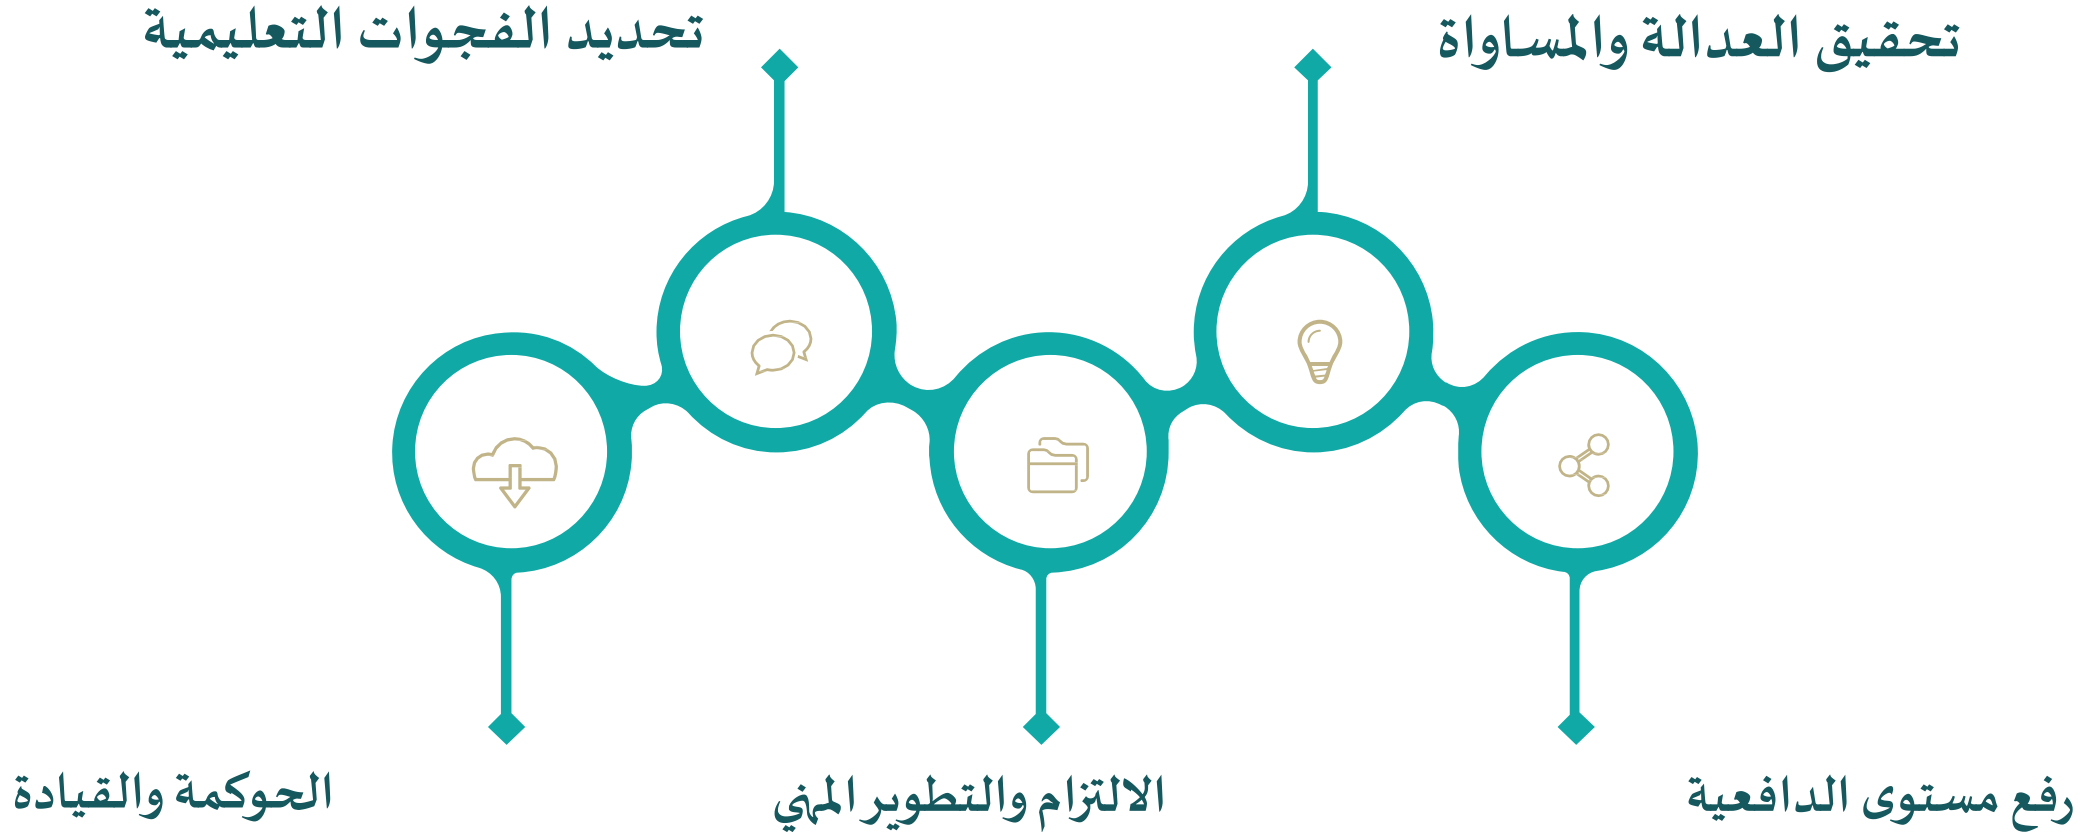 تحقيق العدالة والمساواة
تحديد الفجوات التعليمية
رفع مستوى الدافعية
الالتزام والتطوير المهني
الحوكمة والقيادة